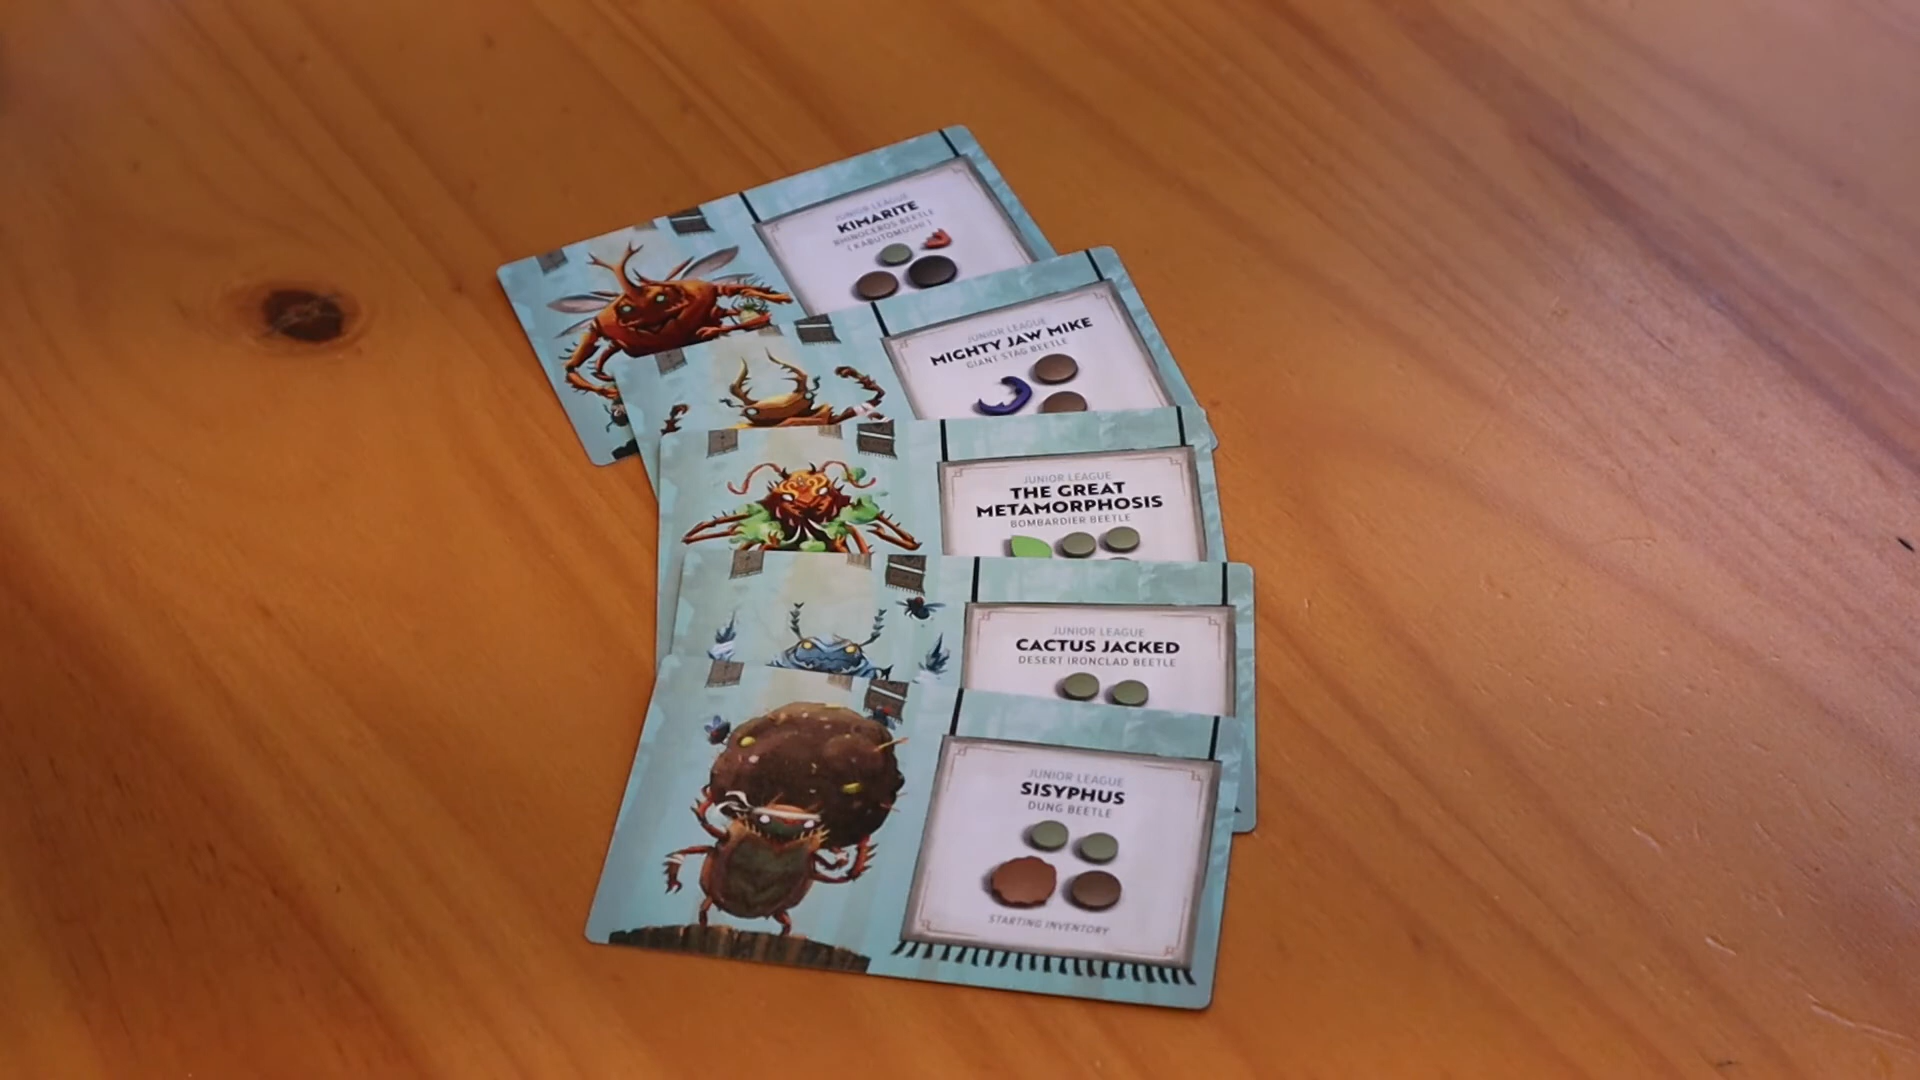 JUNIOR LEAGUE
KIMARITE
RHINOCEROS BEETLE
( KABUTOMUSHI )
JUNIOR LEAGUE
MIGHTY JAW MIKE
GIANT STAG BEETLE
JUNIOR LEAGUE
THE GREAT
METAMORPHOSIS
BOMBARDIER BEETLE
JUNIOR LEAGUE
CACTUS JACKED
DESERT IRONCLAD BEETLE
JUNIOR LEAGUE
SISYPHUS
DUNG BEETLE
STARTING INVENTORY